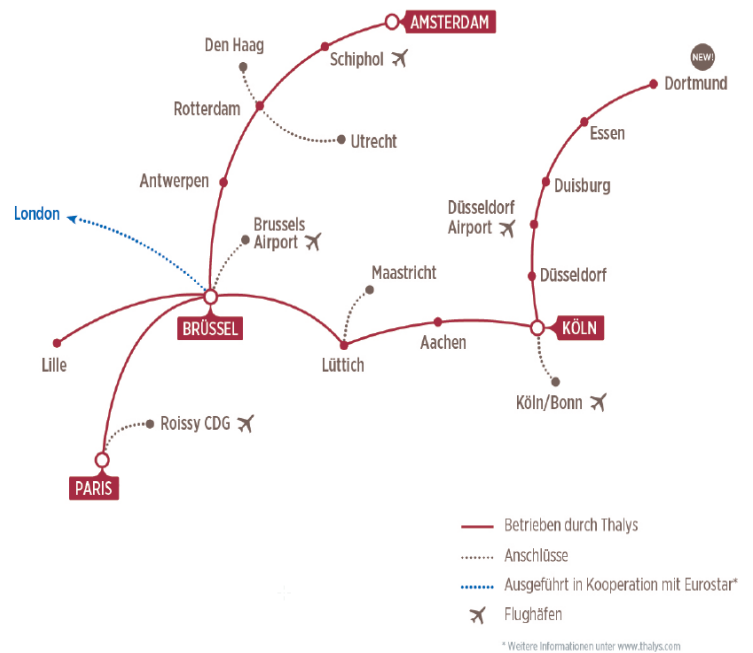 AMSTERDAM
Den Haag
Schiphol
NEW!
Dortmund
Rotterdam
Essen
Utrecht
Antwerpen
Duisburg
London
Brussels
Airport
Düsseldorf
Airport
Maastricht
Düsseldorf
BRÜSSEL
KÖLN
Lille
Lüttich
Aachen
Köln/Bonn
Roissy CDG
PARIS
Betrieben durch Thalys
Anschlüsse
Ausgeführt in Kooperation mit Eurostar*
Flughäfen
* Weitere Informationen unter www.thalys.com